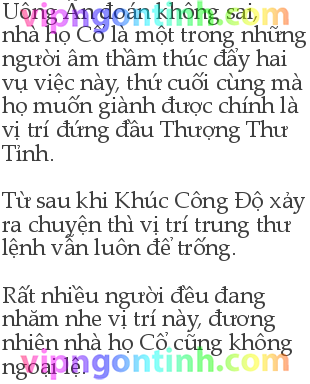 Uông Ấn đoán không sai,
nhà họ Cố là một trong những
người âm thầm thúc đẩy hai
vụ việc này, thứ cuối cùng mà
họ muốn giành được chính là
vị trí đứng đầu Thượng Thư
Tỉnh.
Từ sau khi Khúc Công Độ xảy
ra chuyện thì vị trí trung thư
lệnh vẫn luôn để trống.
Rất nhiều người đều đang
nhăm nhe vị trí này, đương
nhiên nhà họ Cố cũng không
ngoại lệ.
vipngontinh.com
vipngontinh.com